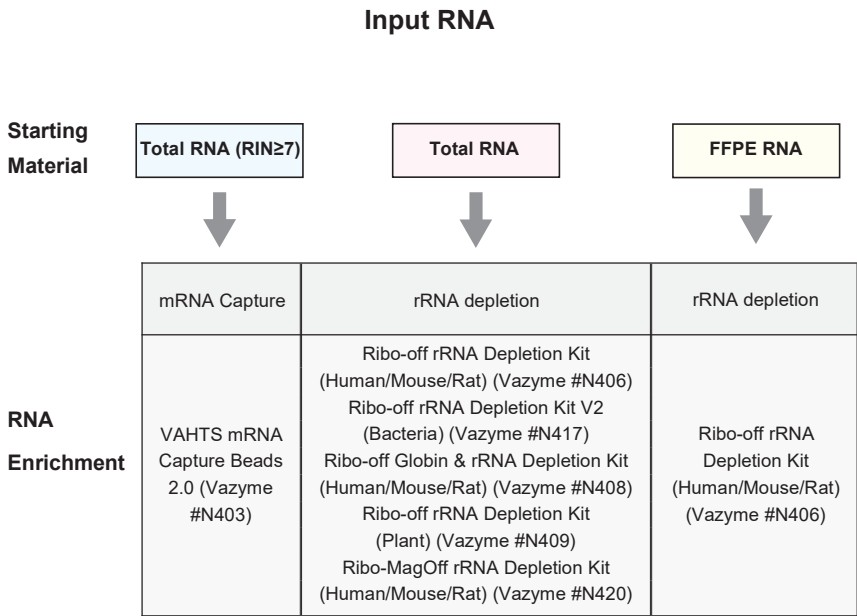 Input RNA
Starting
Material
Total RNA (RIN≥7)
Total RNA
FFPE RNA
mRNA Capture
rRNA depletion
rRNA depletion
RNA
Enrichment
VAHTS mRNA
Capture Beads
2.0 (Vazyme
#N403)
Ribo-off rRNA Depletion Kit
(Human/Mouse/Rat) (Vazyme #N406)
Ribo-off rRNA Depletion Kit V2
(Bacteria) (Vazyme #N417)
Ribo-off Globin & rRNA Depletion Kit
(Human/Mouse/Rat) (Vazyme #N408)
Ribo-off rRNA Depletion Kit
(Plant) (Vazyme #N409)
Ribo-MagOff rRNA Depletion Kit
(Human/Mouse/Rat) (Vazyme #N420)
Ribo-off rRNA
Depletion Kit
(Human/Mouse/Rat)
(Vazyme #N406)